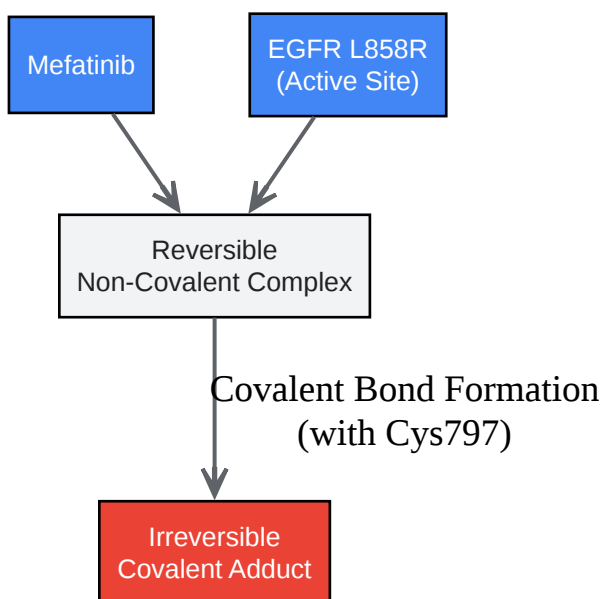 Mefatinib
EGFR L858R
(Active Site)
Reversible
Non-Covalent Complex
Covalent Bond Formation
(with Cys797)
Irreversible
Covalent Adduct